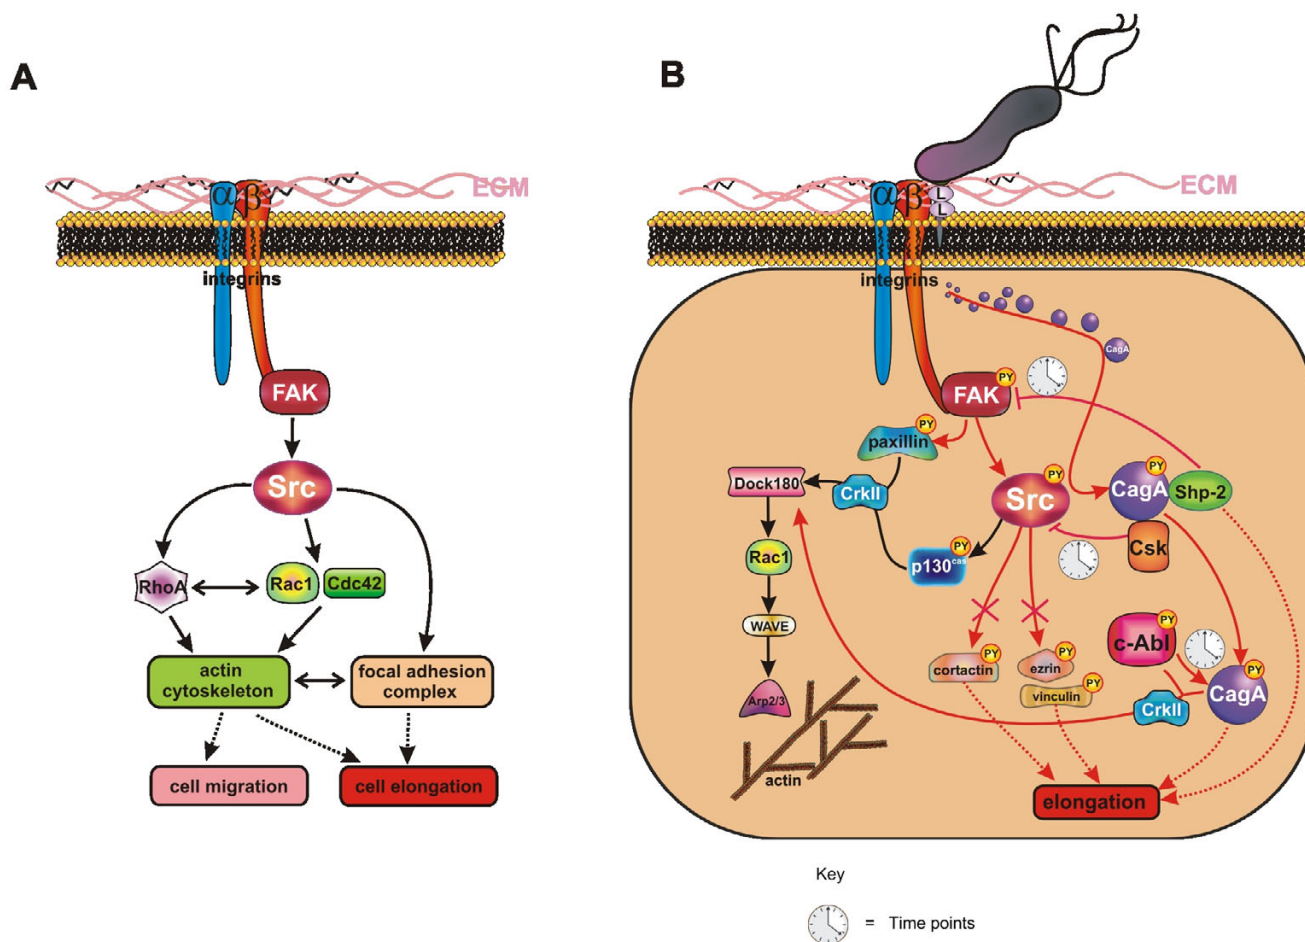 A
α β
ECM
integrins
FAK
Src
RhoA
Rac1
Cdc42
actin
cytoskeleton
focal adhesion
complex
cell migration
cell elongation
B
α β
L
L
ECM
integrins
CagA
FAK
PY
paxillin
PY
Dock180
CrkII
Src
PY
CagA
PY
Shp-2
Csk
Rac1
p130cas
PY
WAVE
cortactin
PY
ezrin
PY
vinculin
PY
c-Abl
PY
CagA
PY
CrkII
Arp2/3
actin
elongation
Key
= Time points